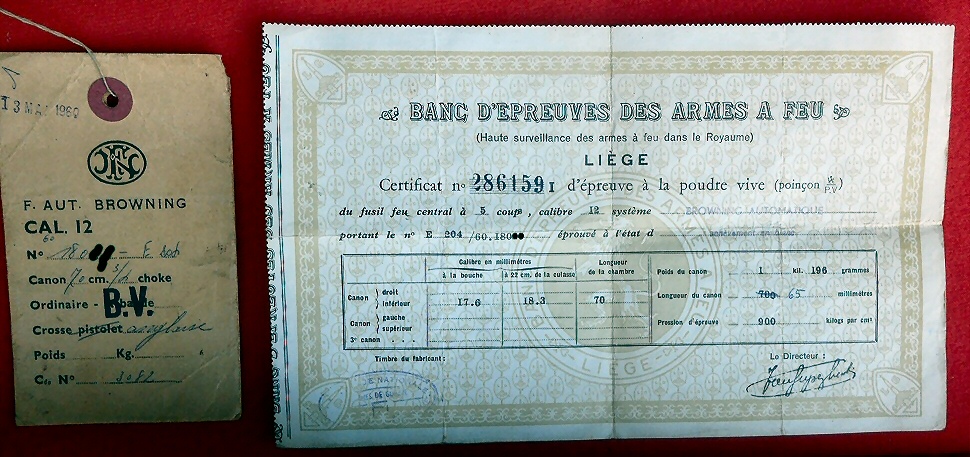 13 MAI 1960
FN
F. AUT. BROWNING
CAL. 12
N°
Canon 70 cm. choke
Ordinaire -
B.V.
Crosse pistolet anglaise
Poids Kg.
Cse N°
BANC D'EPREUVES DES ARMES A FEU
(Haute surveillance des armes à feu dans le Royaume)
LIÈGE
Certificat n° 286159 I d'épreuve à la poudre vive (poinçon P.V)
du fusil feu central à 5 coups, calibre 12 système BROWNING AUTOMATIQUE
portant le n° E 204 /60.180 éprouvé à l'état d
Calibre en millimètres
Longueur de la chambre
à la bouche
à 22 cm. de la culasse
Canon droit inférieur 17.6 18.3 70
Canon gauche supérieur
3e canon . . .
Poids du canon 1 kil. 196 grammes
Longueur du canon 700 65 millimètres
Pression d'épreuve 900 kilogs par cm²
Timbre du fabricant :
Le Directeur :
LIÈGE